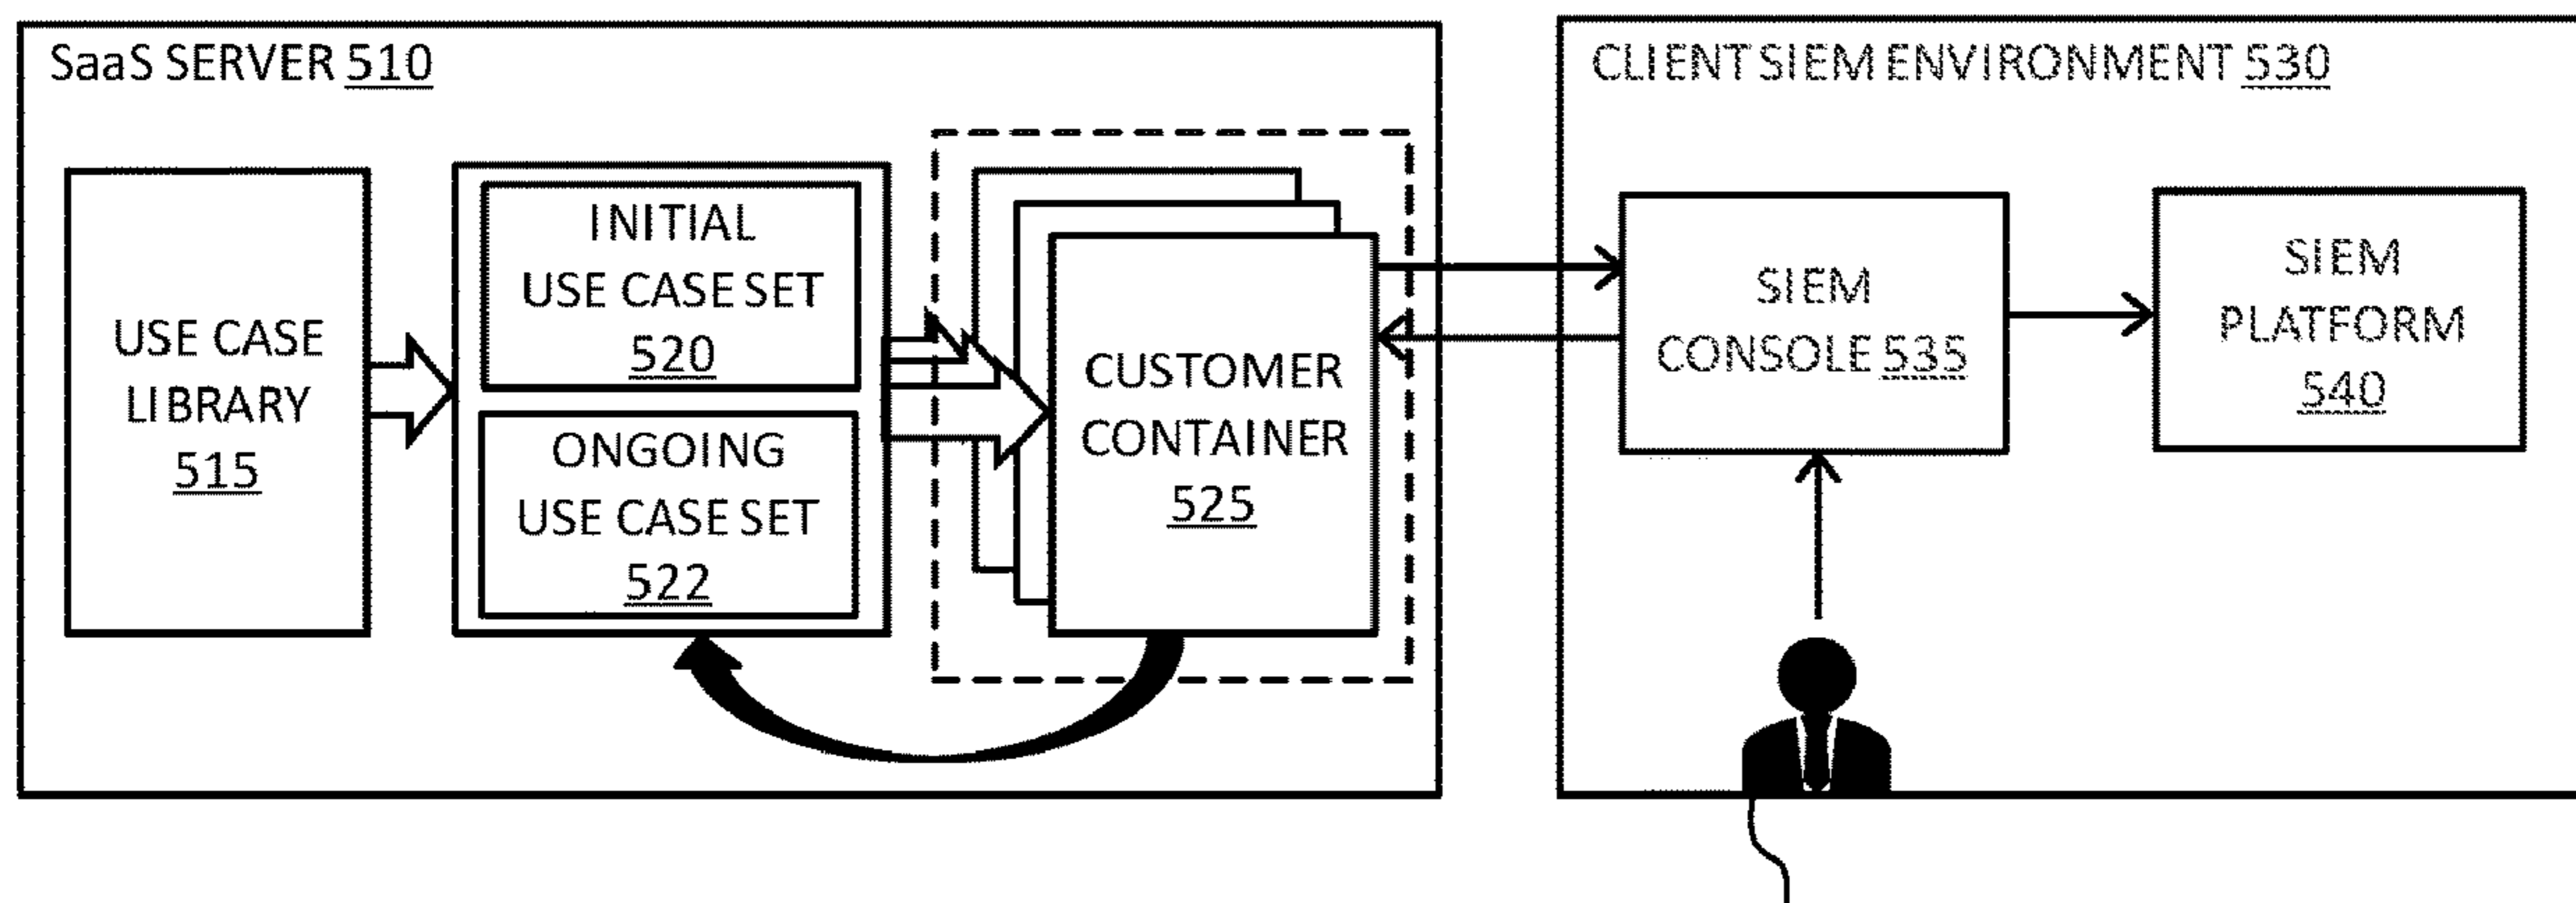 SaaS SERVER 510
USE CASE
LIBRARY
515
INITIAL
USE CASE SET
520
ONGOING
USE CASE SET
522
CUSTOMER
CONTAINER
525
CLIENT SIEM ENVIRONMENT 530
SIEM
CONSOLE 535
SIEM
PLATFORM
540